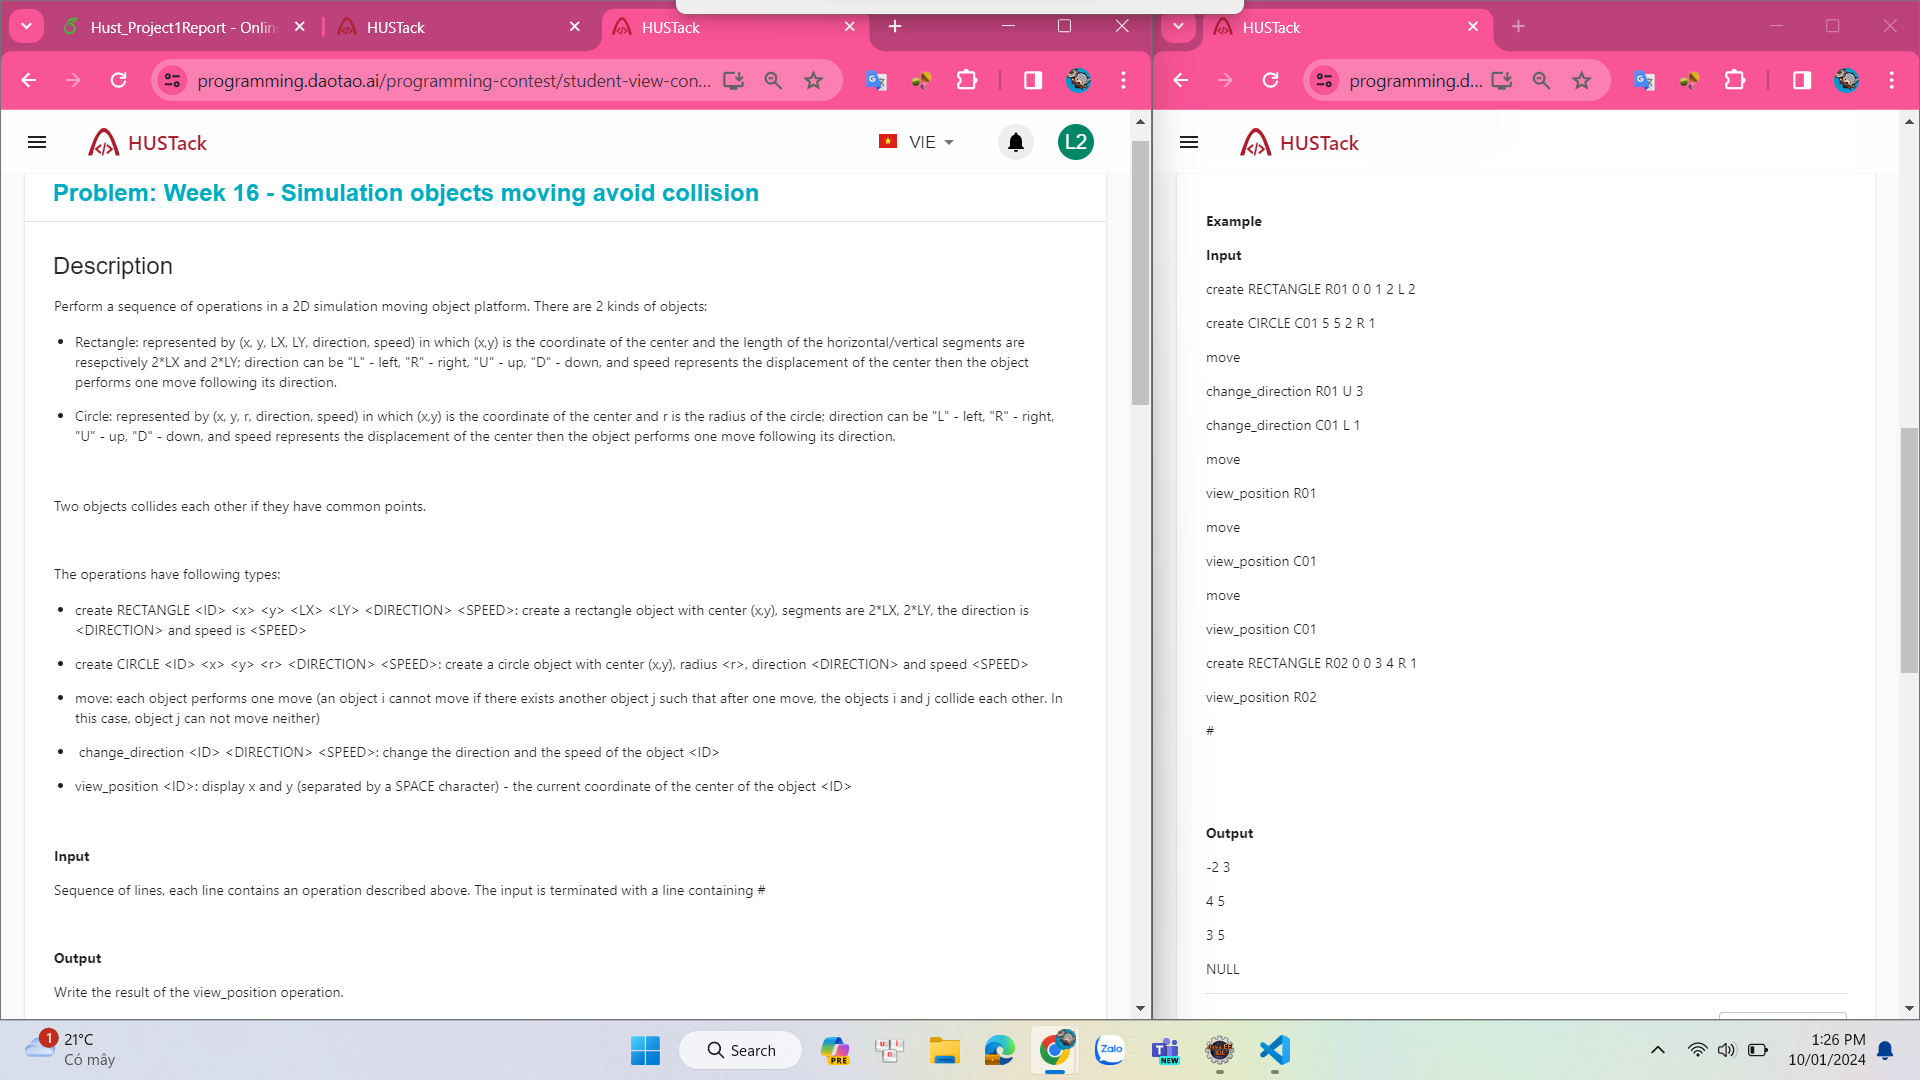 Hust_Project1Report - Onlin
HUSTack
HUSTack
programming.daotao.ai/programming-contest/student-view-con...
HUSTack
VIE
L2
Problem: Week 16 - Simulation objects moving avoid collision
Description
Perform a sequence of operations in a 2D simulation moving object platform. There are 2 kinds of objects:
• Rectangle: represented by (x, y, LX, LY, direction, speed) in which (x,y) is the coordinate of the center and the length of the horizontal/vertical segments are
resepctively 2*LX and 2*LY; direction can be "L" - left, "R" - right, "U" - up, "D" - down, and speed represents the displacement of the center then the object
performs one move following its direction.
• Circle: represented by (x, y, r, direction, speed) in which (x,y) is the coordinate of the center and r is the radius of the circle; direction can be "L" - left, "R" - right,
"U" - up, "D" - down, and speed represents the displacement of the center then the object performs one move following its direction.
Two objects collides each other if they have common points.
The operations have following types:
• create RECTANGLE <ID> <x> <y> <LX> <LY> <DIRECTION> <SPEED>: create a rectangle object with center (x,y), segments are 2*LX, 2*LY, the direction is
<DIRECTION> and speed is <SPEED>
• create CIRCLE <ID> <x> <y> <r> <DIRECTION> <SPEED>: create a circle object with center (x,y), radius <r>, direction <DIRECTION> and speed <SPEED>
• move: each object performs one move (an object i cannot move if there exists another object j such that after one move, the objects i and j collide each other. In
this case, object j can not move neither)
• change_direction <ID> <DIRECTION> <SPEED>: change the direction and the speed of the object <ID>
• view_position <ID>: display x and y (separated by a SPACE character) - the current coordinate of the center of the object <ID>
Input
Sequence of lines, each line contains an operation described above. The input is terminated with a line containing #
Output
Write the result of the view_position operation.
HUSTack
programming.d...
HUSTack
Example
Input
create RECTANGLE R01 0 0 1 2 L 2
create CIRCLE C01 5 5 2 R 1
move
change_direction R01 U 3
change_direction C01 L 1
move
view_position R01
move
view_position C01
move
view_position C01
create RECTANGLE R02 0 0 3 4 R 1
view_position R02
#
Output
-2 3
4 5
3 5
NULL
1
21°C
Có mây
Search
PRE
Zalo
NEW
1:26 PM
10/01/2024